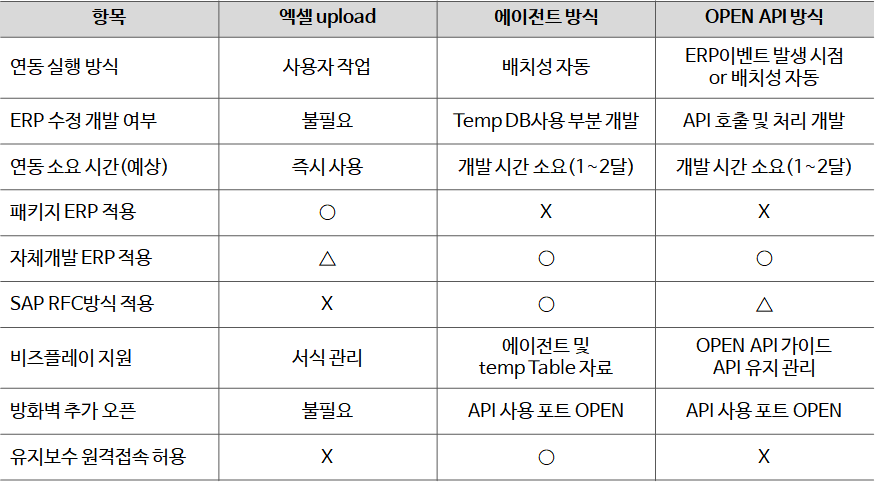 항목 엑셀 upload 에이전트 방식 OPEN API 방식
연동 실행 방식 사용자 작업 배치성 자동 ERP이벤트 발생 시점
or 배치성 자동
ERP 수정 개발 여부 불필요 Temp DB사용 부분 개발 API 호출 및 처리 개발
연동 소요 시간(예상) 즉시 사용 개발 시간 소요(1~2달) 개발 시간 소요(1~2달)
패키지 ERP 적용 ○ X X
자체개발 ERP 적용 △ ○ ○
SAP RFC방식 적용 X ○ △
비즈플레이 지원 서식 관리 에이전트 및
temp Table 자료
OPEN API 가이드
API 유지 관리
방화벽 추가 오픈 불필요 API 사용 포트 OPEN API 사용 포트 OPEN
유지보수 원격접속 허용 X ○ X